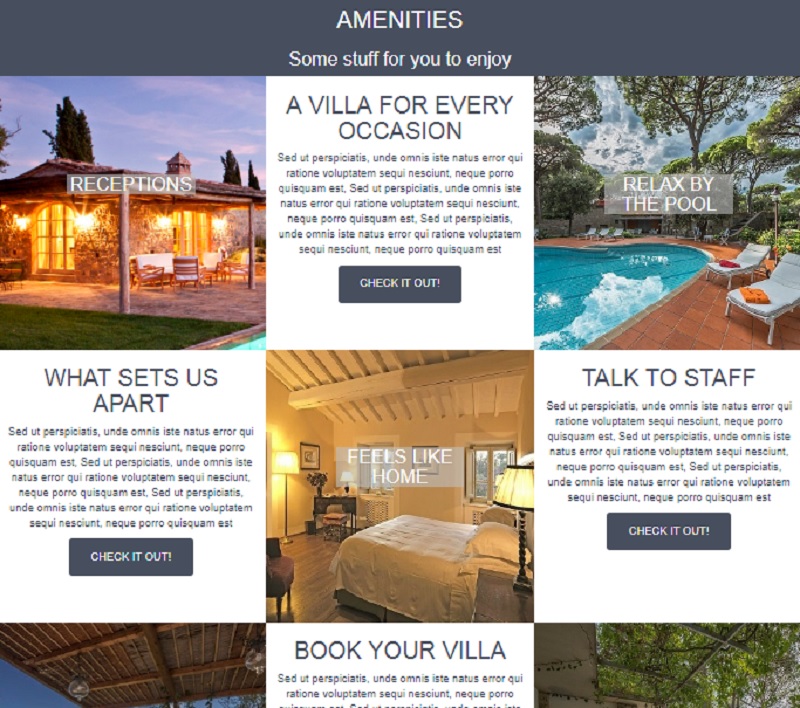 AMENITIES
Some stuff for you to enjoy
RECEPTIONS
A VILLA FOR EVERY
OCCASION
Sed ut perspiciatis, unde omnis iste natus error qui
ratione voluptatem sequi nesciunt, neque porro
quisquam est, Sed ut perspiciatis, unde omnis iste
natus error qui ratione voluptatem sequi nesciunt,
neque porro quisquam est, Sed ut perspiciatis,
unde omnis iste natus error qui ratione voluptatem
sequi nesciunt, neque porro quisquam est
CHECK IT OUT!
RELAX BY
THE POOL
WHAT SETS US
APART
Sed ut perspiciatis, unde omnis iste natus error qui
ratione voluptatem sequi nesciunt, neque porro
quisquam est, Sed ut perspiciatis, unde omnis iste
natus error qui ratione voluptatem sequi nesciunt,
neque porro quisquam est, Sed ut perspiciatis,
unde omnis iste natus error qui ratione voluptatem
sequi nesciunt, neque porro quisquam est
CHECK IT OUT!
FEELS LIKE
HOME
TALK TO STAFF
Sed ut perspiciatis, unde omnis iste natus error qui
ratione voluptatem sequi nesciunt, neque porro
quisquam est, Sed ut perspiciatis, unde omnis iste
natus error qui ratione voluptatem sequi nesciunt,
neque porro quisquam est, Sed ut perspiciatis,
unde omnis iste natus error qui ratione voluptatem
sequi nesciunt, neque porro quisquam est
CHECK IT OUT!
BOOK YOUR VILLA
Sed ut perspiciatis, unde omnis iste natus error qui
ratione voluptatem sequi nesciunt, neque porro